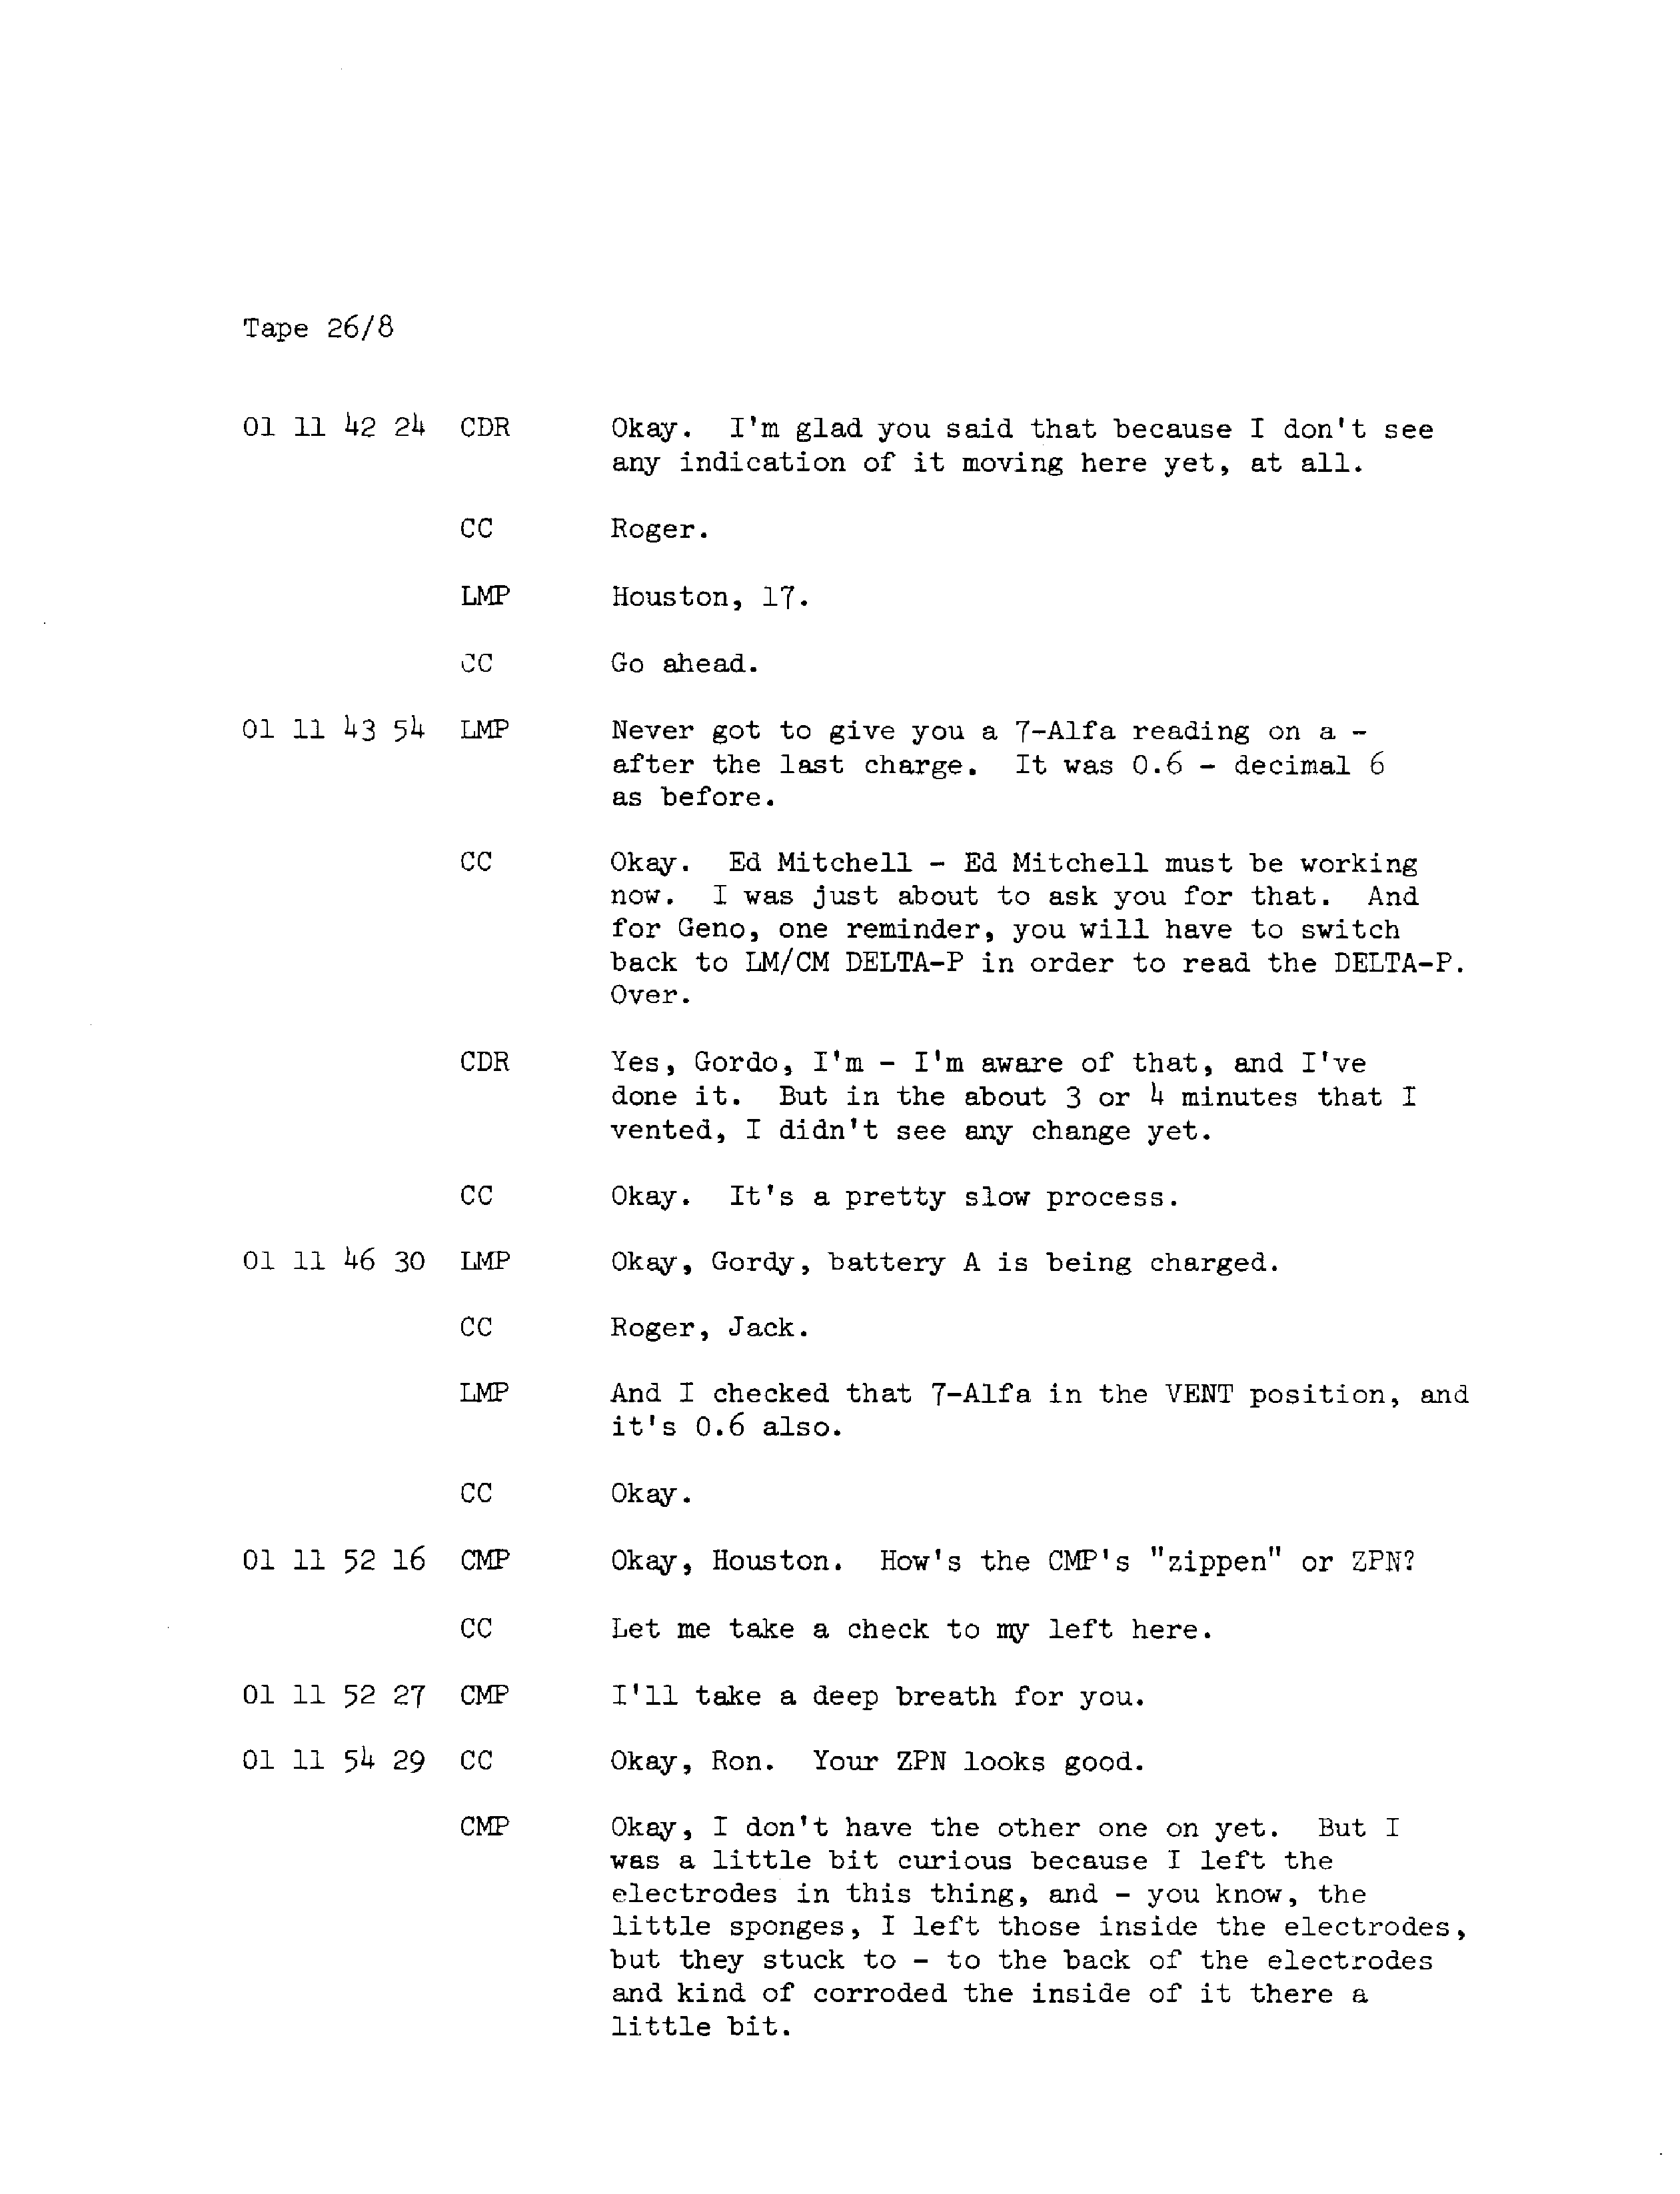 Tape 26/8
01 11 42 24 CDR Okay. I'm glad you said that because I don't see
any indication of it moving here yet, at all.
CC Roger.
LMP Houston, 17.
CC Go ahead.
01 11 43 54 LMP Never got to give you a 7-Alfa reading on a -
after the last charge. It was 0.6 - decimal 6
as before.
CC Okay. Ed Mitchell - Ed Mitchell must be working
now. I was just about to ask you for that. And
for Geno, one reminder, you will have to switch
back to LM/CM DELTA-P in order to read the DELTA-P.
Over.
CDR Yes, Gordo, I'm - I'm aware of that, and I've
done it. But in the about 3 or 4 minutes that I
vented, I didn't see any change yet.
CC Okay. It's a pretty slow process.
01 11 46 30 LMP Okay, Gordy, battery A is being charged.
CC Roger, Jack.
LMP And I checked that 7-Alfa in the VENT position, and
it's 0.6 also.
CC Okay.
01 11 52 16 CMP Okay, Houston. How's the CMP's "zippen" or ZPN?
CC Let me take a check to my left here.
01 11 52 27 CMP I'll take a deep breath for you.
01 11 54 29 CC Okay, Ron. Your ZPN looks good.
CMP Okay, I don't have the other one on yet. But I
was a little bit curious because I left the
electrodes in this thing, and - you know, the
little sponges, I left those inside the electrodes,
but they stuck to - to the back of the electrodes
and kind of corroded the inside of it there a
little bit.